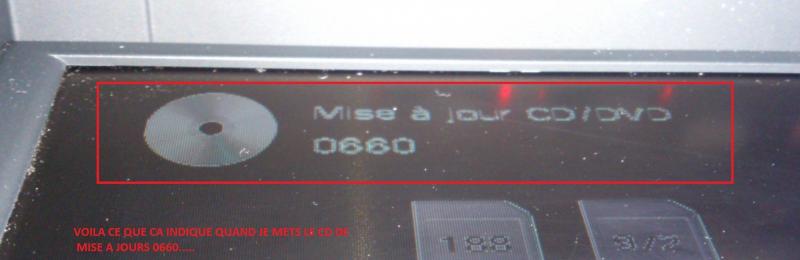 Mise à jour CD/DVD
0660
188
3/2
VOILA CE QUE CA INDIQUE QUAND JE METS LE CD DE
MISE A JOURS 0660.....